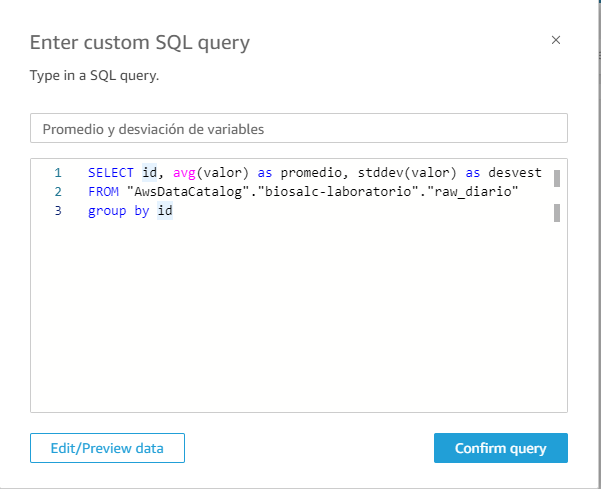 Enter custom SQL query
Type in a SQL query.
Promedio y desviación de variables
1 SELECT id, avg(valor) as promedio, stddev(valor) as desvest
2 FROM "AwsDataCatalog"."biosalc-laboratorio"."raw_diario"
3 group by id
Edit/Preview data
Confirm query